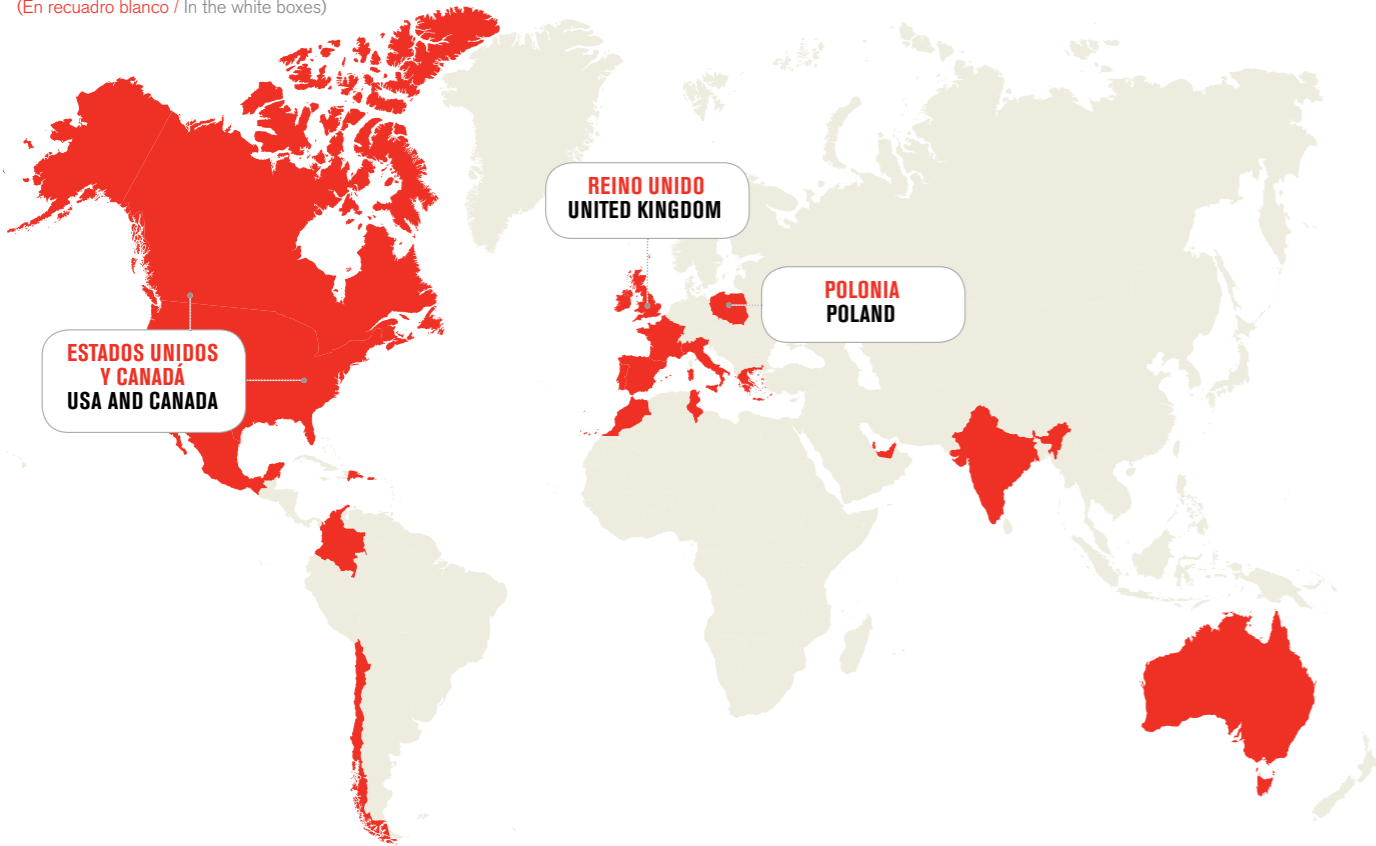 (En recuadro blanco / In the white boxes)
REINO UNIDO
UNITED KINGDOM
POLONIA
POLAND
ESTADOS UNIDOS
Y CANADÁ
USA AND CANADA